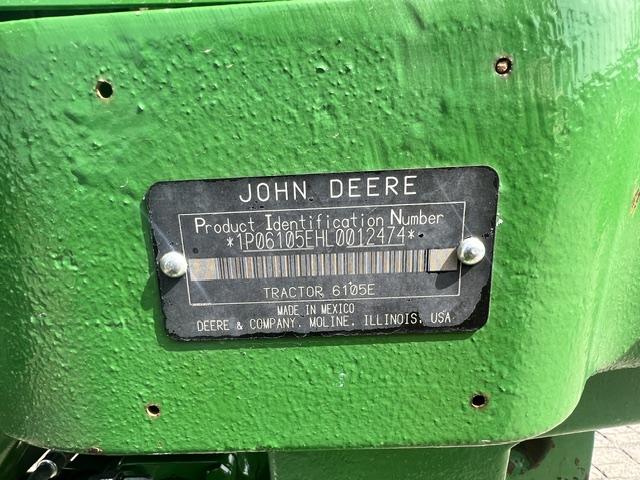 JOHN DEERE
Product Identification Number
*1P06105EHL0012474*
TRACTOR 6105E
MADE IN MEXICO
DEERE & COMPANY, MOLINE, ILLINOIS, USA